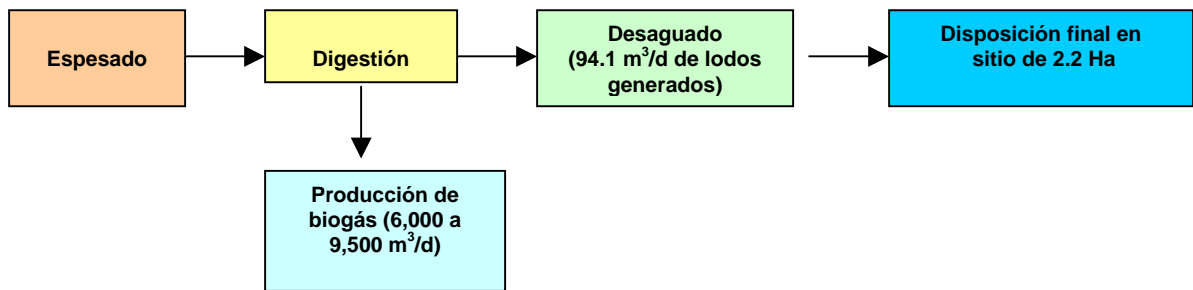 Espesado
Digestión
Desaguado
(94.1 m³/d de lodos
generados)
Disposición final en
sitio de 2.2 Ha
Producción de
biogás (6,000 a
9,500 m³/d)